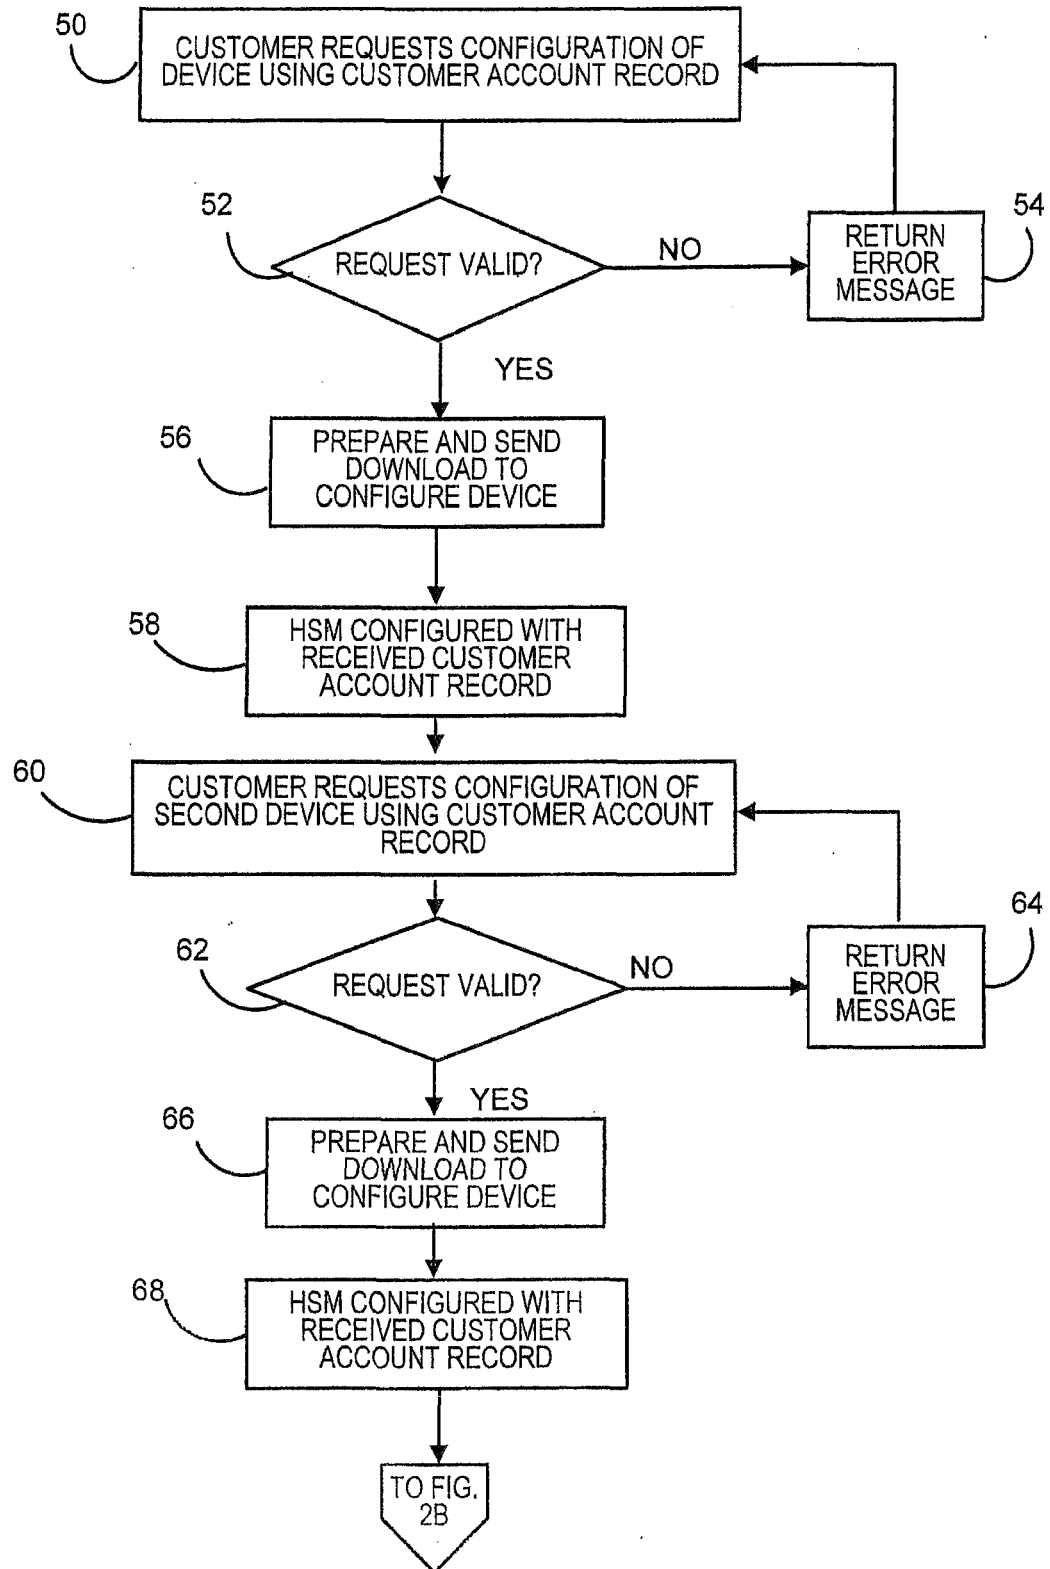 50
CUSTOMER REQUESTS CONFIGURATION OF
DEVICE USING CUSTOMER ACCOUNT RECORD
52
REQUEST VALID?
NO
54
RETURN
ERROR
MESSAGE
YES
56
PREPARE AND SEND
DOWNLOAD TO
CONFIGURE DEVICE
58
HSM CONFIGURED WITH
RECEIVED CUSTOMER
ACCOUNT RECORD
60
CUSTOMER REQUESTS CONFIGURATION OF
SECOND DEVICE USING CUSTOMER ACCOUNT
RECORD
62
REQUEST VALID?
NO
64
RETURN
ERROR
MESSAGE
YES
66
PREPARE AND SEND
DOWNLOAD TO
CONFIGURE DEVICE
68
HSM CONFIGURED WITH
RECEIVED CUSTOMER
ACCOUNT RECORD
TO FIG.
2B